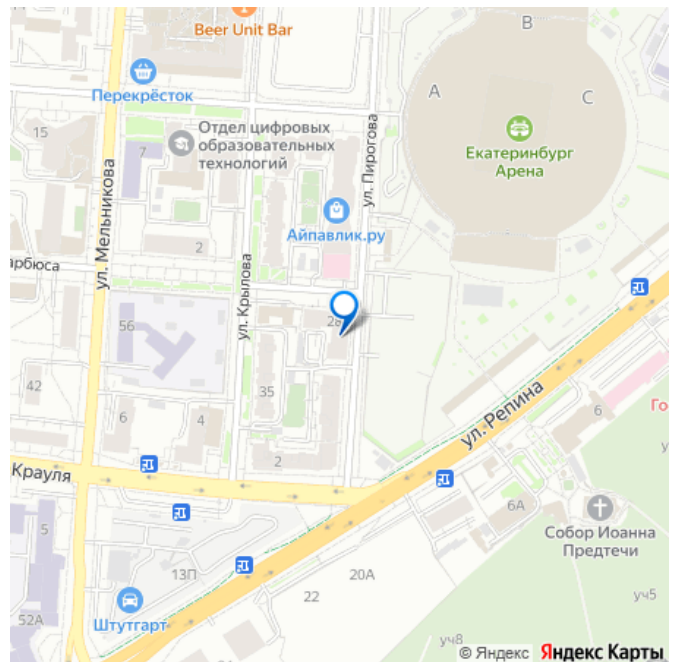 Beer Unit Bar
B
Перекрёсток
A
C
15
7
Отдел цифровых
образовательных
технологий
ул. Пирогова
Екатеринбург
Арена
ул. Мельникова
Айпавлик.ру
2
арбюса
ул. Крылова
56
28
42
35
6
4
ул. Репина
6
Го
у
2
Крауля
6А
Собор Иоанна
Предтечи
5
13П
20А
22
52А
Штутгарт
уч5
уч8
© Яндекс Яндекс Карты